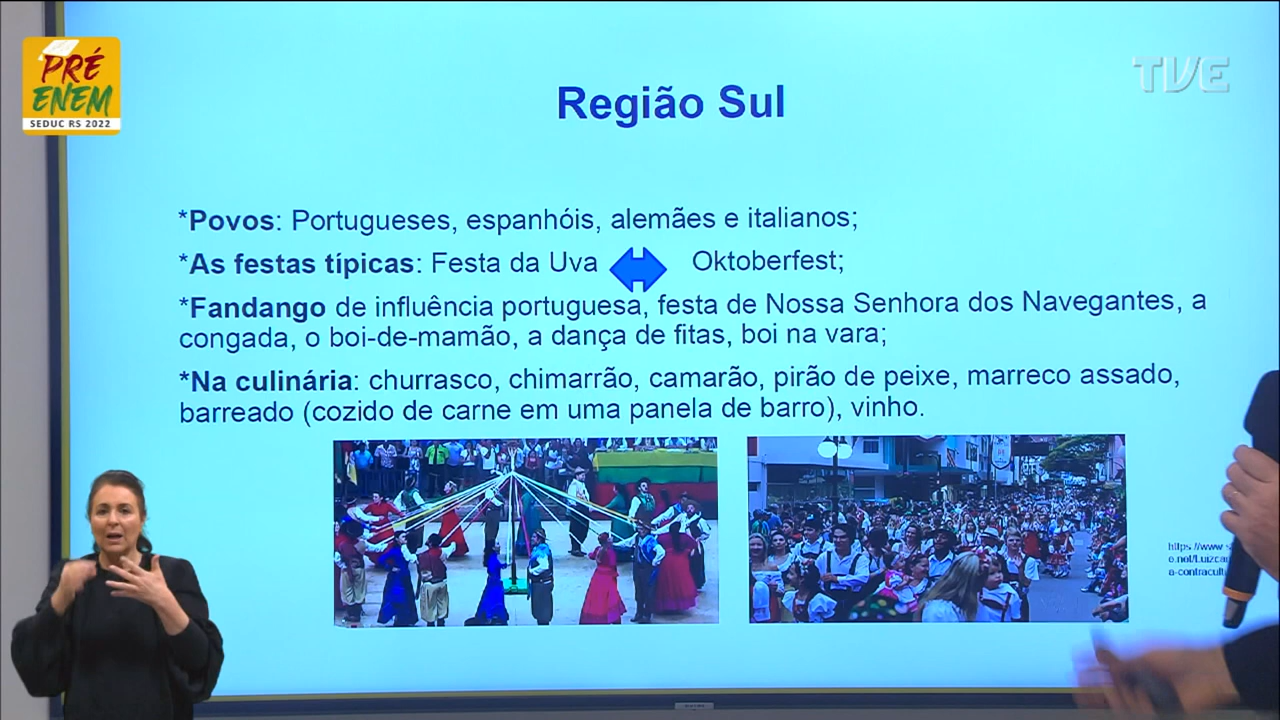 PRÉ
ENEM
SEDUC RS 2022
TVE
Região Sul
*Povos: Portugueses, espanhóis, alemães e italianos;
*As festas típicas: Festa da Uva Oktoberfest;
*Fandango de influência portuguesa, festa de Nossa Senhora dos Navegantes, a
congada, o boi-de-mamão, a dança de fitas, boi na vara;
*Na culinária: churrasco, chimarrão, camarão, pirão de peixe, marreco assado,
barreado (cozido de carne em uma panela de barro), vinho.
https://www
a-contracult